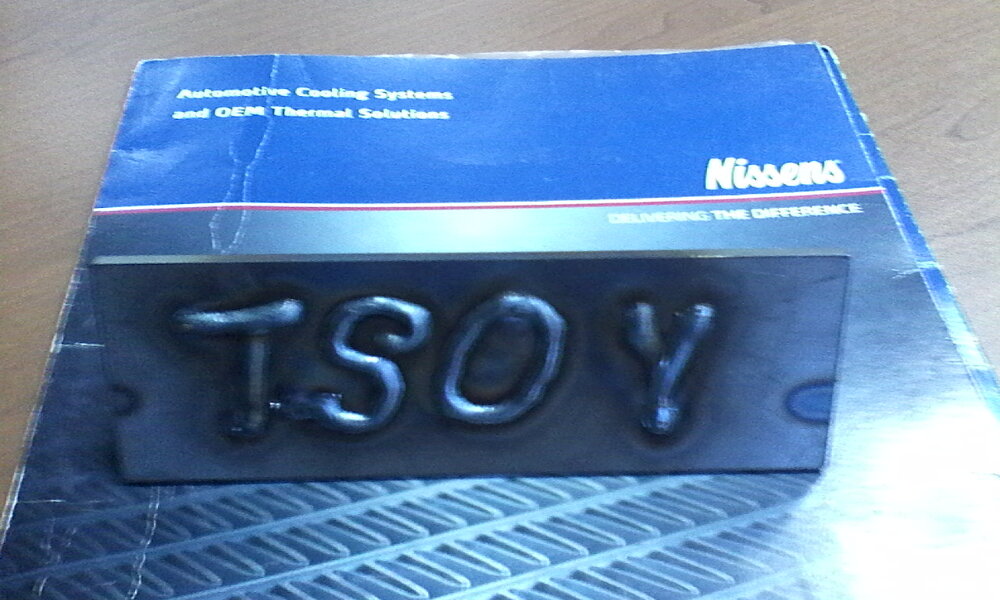 Automotive Cooling Systems
and OEM Thermal Solutions
Nissens
DELIVERING THE DIFFERENCE
TSOY